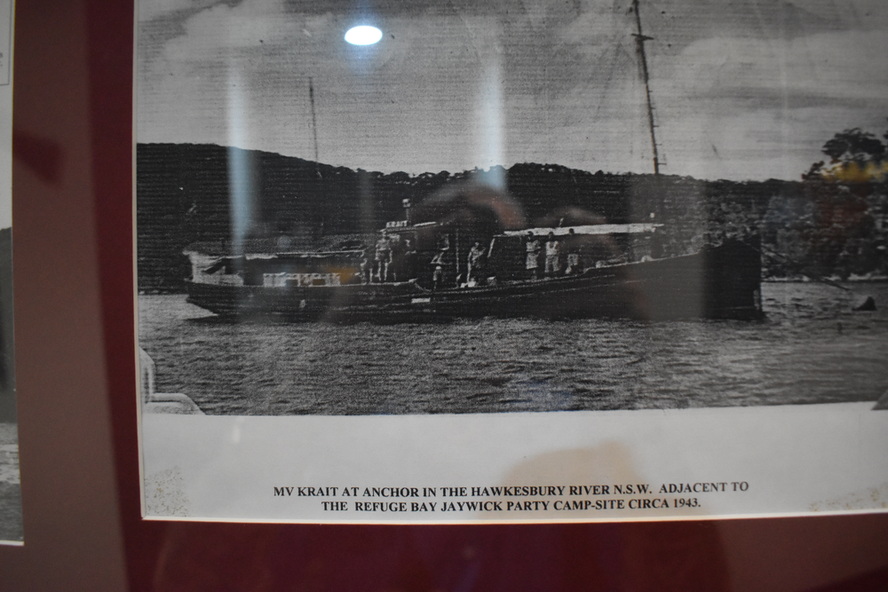 KRAIT
MV KRAIT AT ANCHOR IN THE HAWKESBURY RIVER N.S.W. ADJACENT TO
THE REFUGE BAY JAYWICK PARTY CAMP-SITE CIRCA 1943.